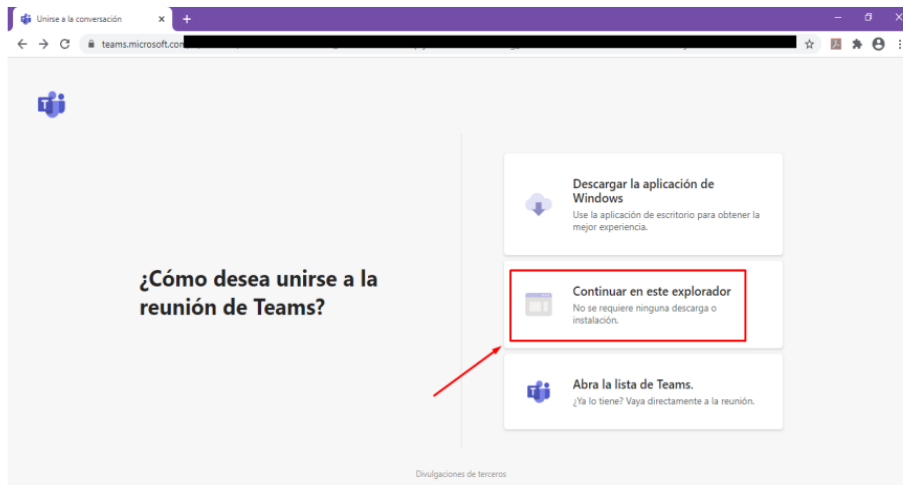 Unirse a la conversación
teams.microsoft.com
¿Cómo desea unirse a la
reunión de Teams?
Descargar la aplicación de
Windows
Use la aplicación de escritorio para obtener la
mejor experiencia.
Continuar en este explorador
No se requiere ninguna descarga o
instalación.
Abra la lista de Teams.
¿Ya lo tiene? Vaya directamente a la reunión.
Divulgaciones de terceros